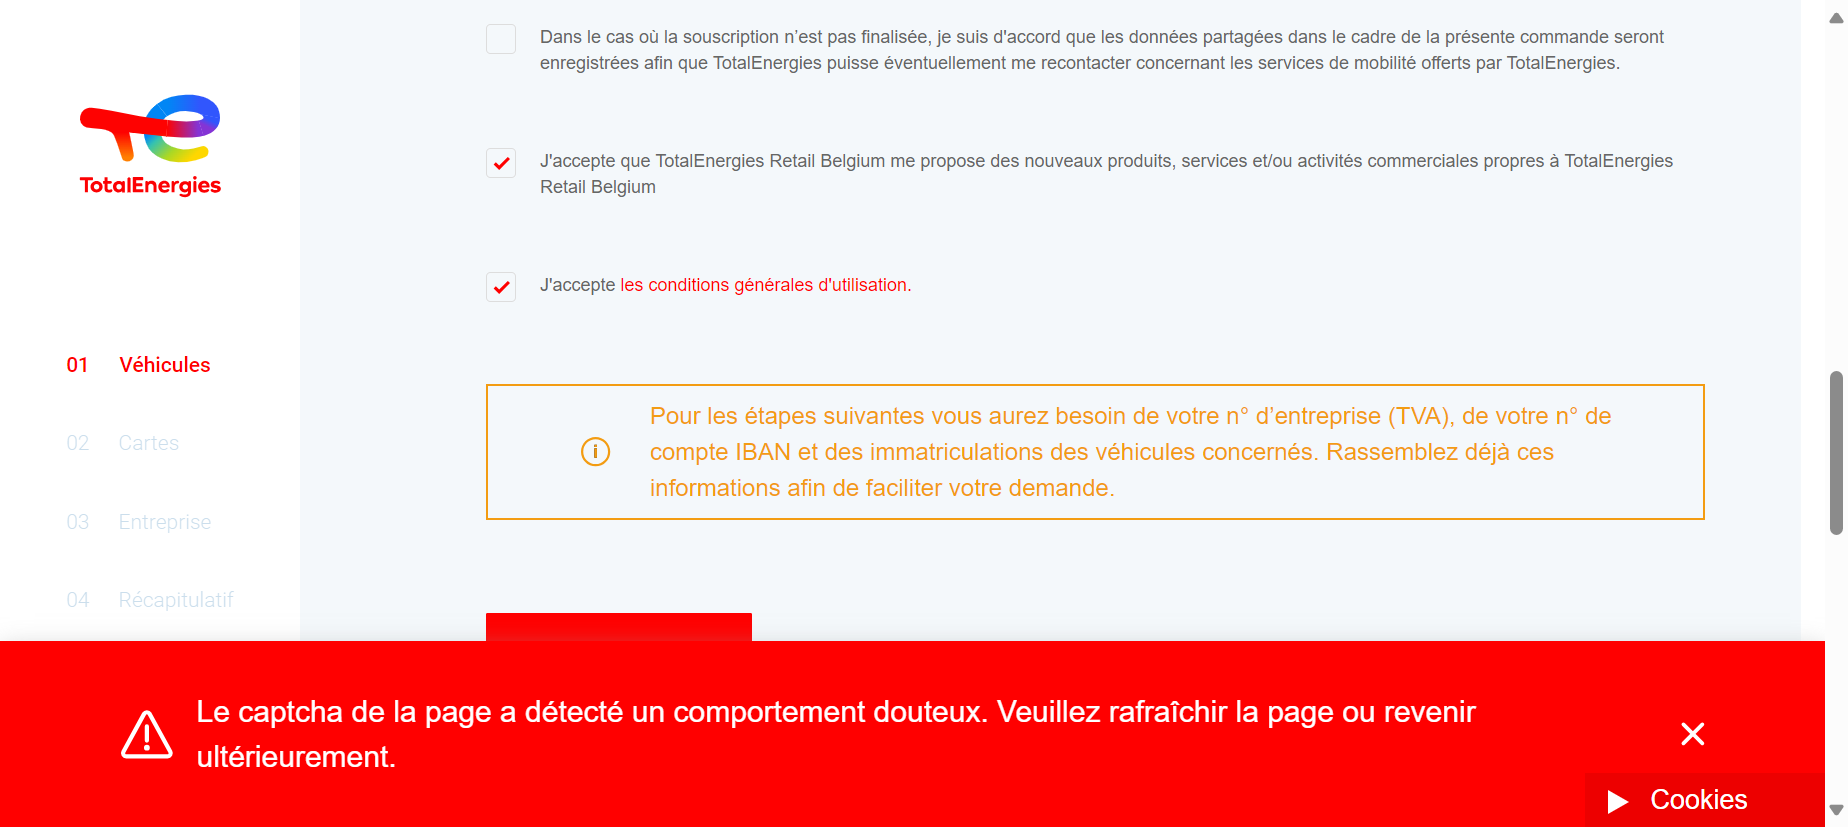 Dans le cas où la souscription n’est pas finalisée, je suis d'accord que les données partagées dans le cadre de la présente commande seront
enregistrées afin que TotalEnergies puisse éventuellement me recontacter concernant les services de mobilité offerts par TotalEnergies.
TotalEnergies
J'accepte que TotalEnergies Retail Belgium me propose des nouveaux produits, services et/ou activités commerciales propres à TotalEnergies
Retail Belgium
J'accepte les conditions générales d'utilisation.
01 Véhicules
02 Cartes
03 Entreprise
04 Récapitulatif
Pour les étapes suivantes vous aurez besoin de votre n° d’entreprise (TVA), de votre n° de
compte IBAN et des immatriculations des véhicules concernés. Rassemblez déjà ces
informations afin de faciliter votre demande.
Le captcha de la page a détecté un comportement douteux. Veuillez rafraîchir la page ou revenir
ultérieurement.
Cookies